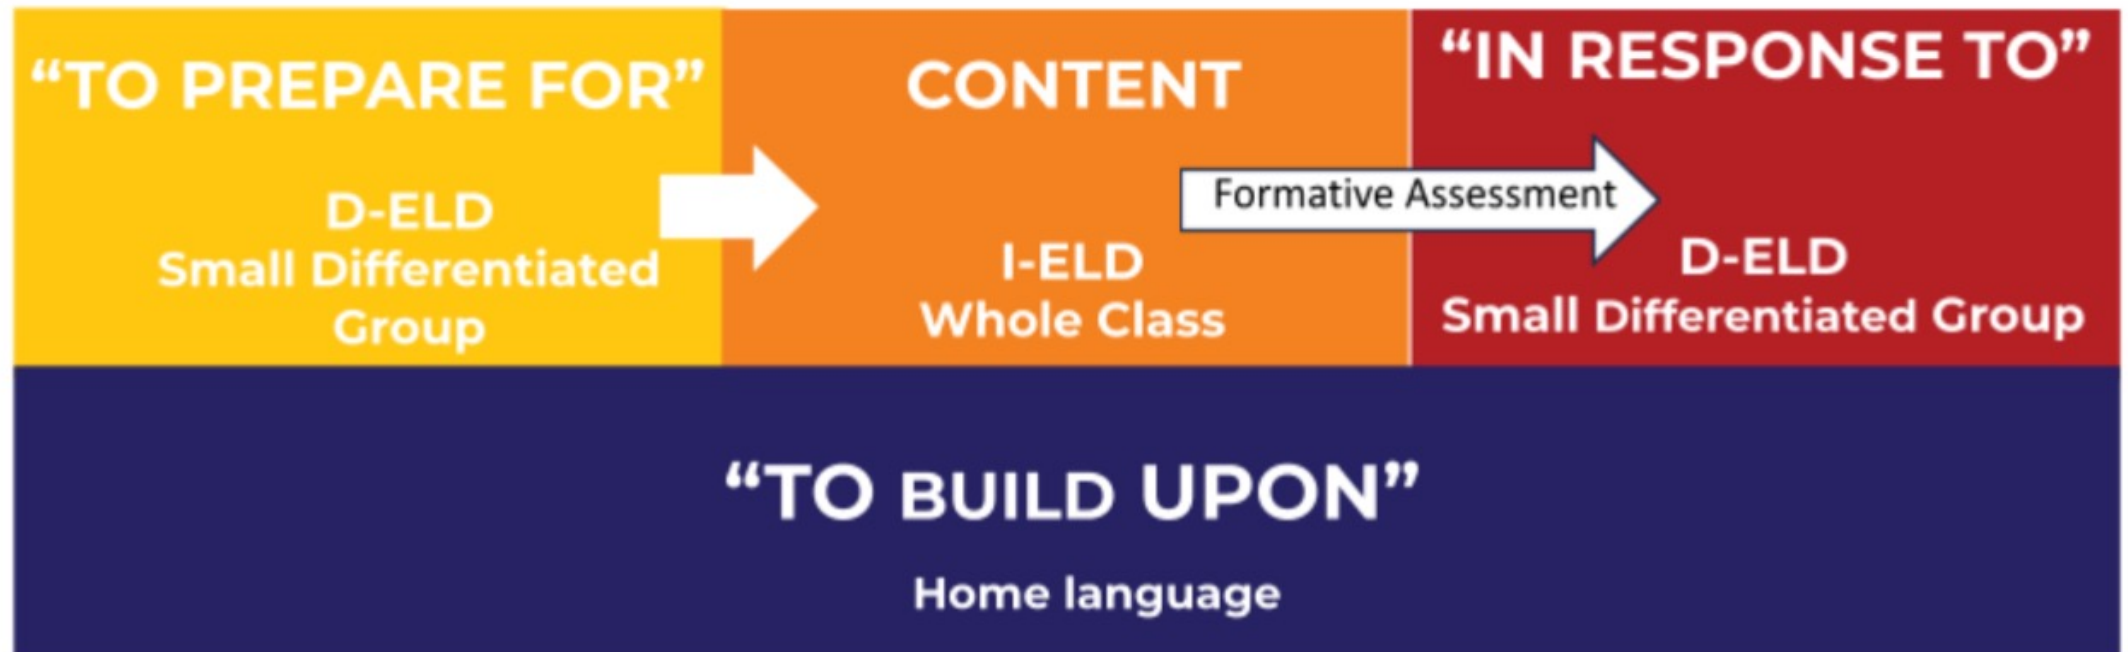 “TO PREPARE FOR”
D-ELD
Small Differentiated
Group
CONTENT
I-ELD
Whole Class
Formative Assessment
“IN RESPONSE TO”
D-ELD
Small Differentiated Group
“TO BUILD UPON”
Home language